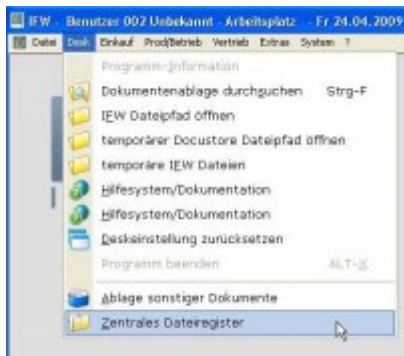 IFW - Benutzer 002 Unbekannt - Arbeitsplatz - Fr 24.04.2009
Datei Desk Einkauf Prod/Betrieb Vertrieb Extras System ?
Programm-Information
Dokumentenablage durchsuchen Strg-F
IFW Dateipfad öffnen
temporärer Docustore Dateipfad öffnen
temporäre IFW Dateien
Hilfesystem/Dokumentation
Hilfesystem/Dokumentation
Deskeinstellung zurücksetzen
Programm beenden ALT-X
Ablage sonstiger Dokumente
Zentrales Dateiregister